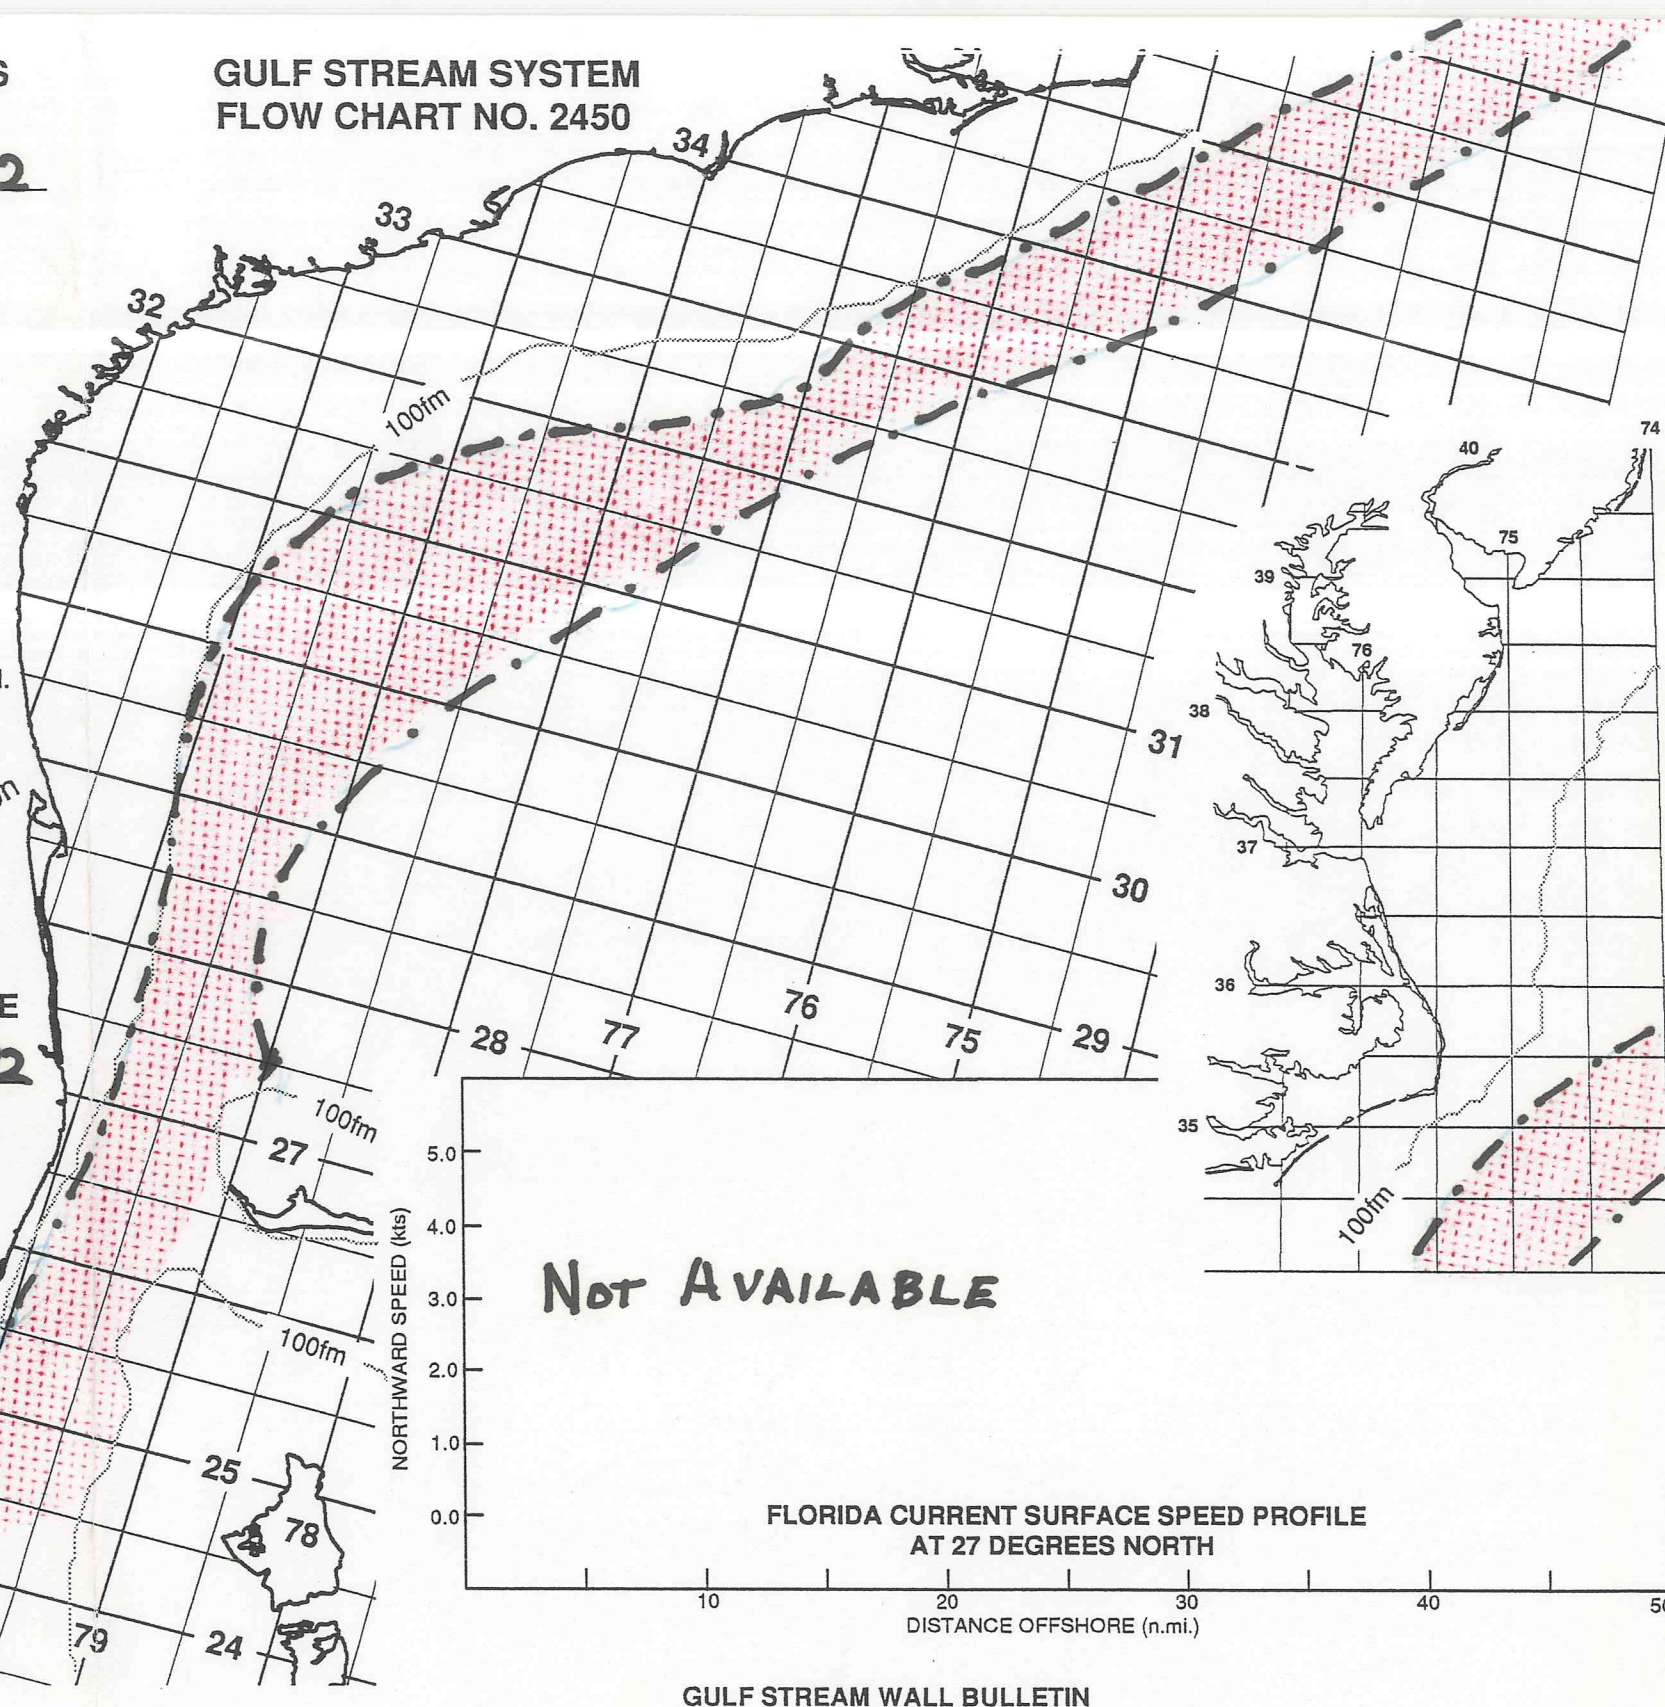 GULF STREAM SYSTEM
FLOW CHART NO. 2450
2
34
33
32
100fm
74
40
75
39
76
38
31
37
30
36
76
29
75
77
28
E
2
100fm
27
35
100fm
5.0
4.0
3.0
2.0
1.0
0.0
NORTHWARD SPEED (kts)
NOT AVAILABLE
100fm
25
78
79
24
FLORIDA CURRENT SURFACE SPEED PROFILE
AT 27 DEGREES NORTH
10 20 30 40
DISTANCE OFFSHORE (n.mi.)
GULF STREAM WALL BULLETIN